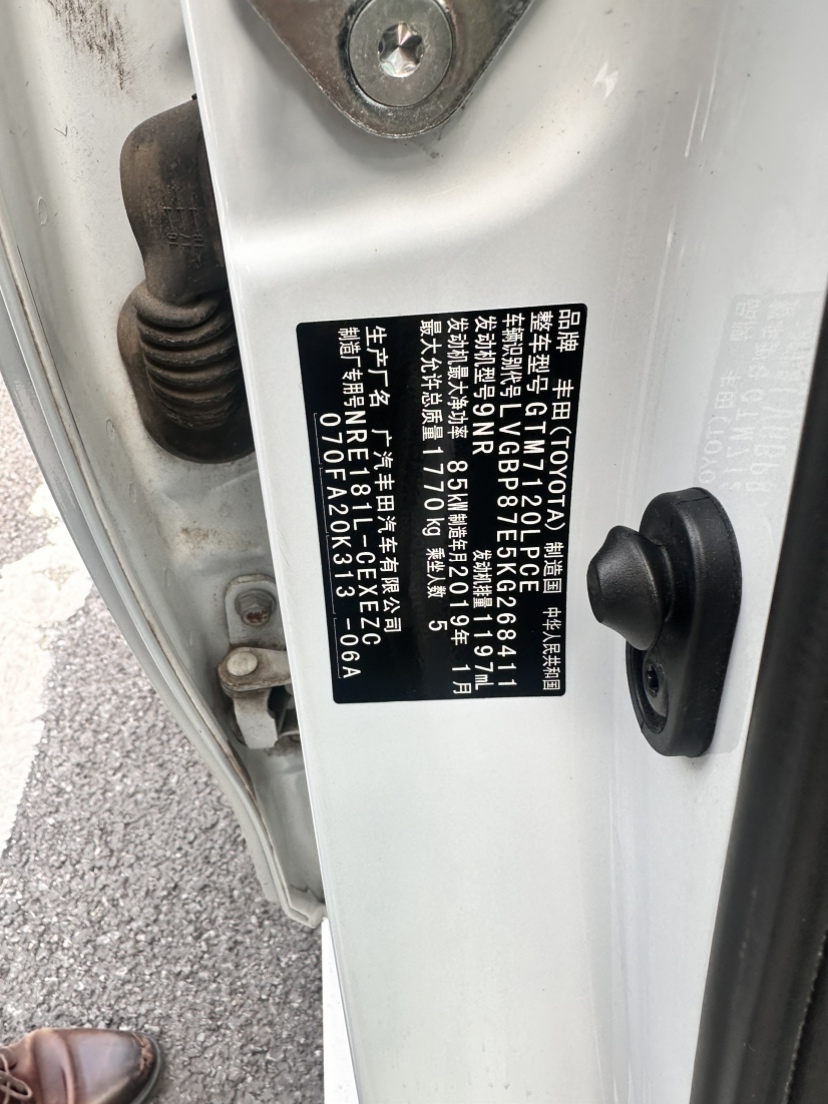 品牌 丰田(TOYOTA) 制造国 中华人民共和国
整车型号 GTM7120LPCE
车辆识别代号 LVGBP87E5KG268411
发动机型号 9NR 发动机排量 1197mL
发动机最大净功率 85kW 制造年月 2019年 1月
最大允许总质量 1770kg 乘坐人数 5
生产厂名 广汽丰田汽车有限公司
制造厂专用号 NRE181L-CEXEZC
070FA20K313 -06A